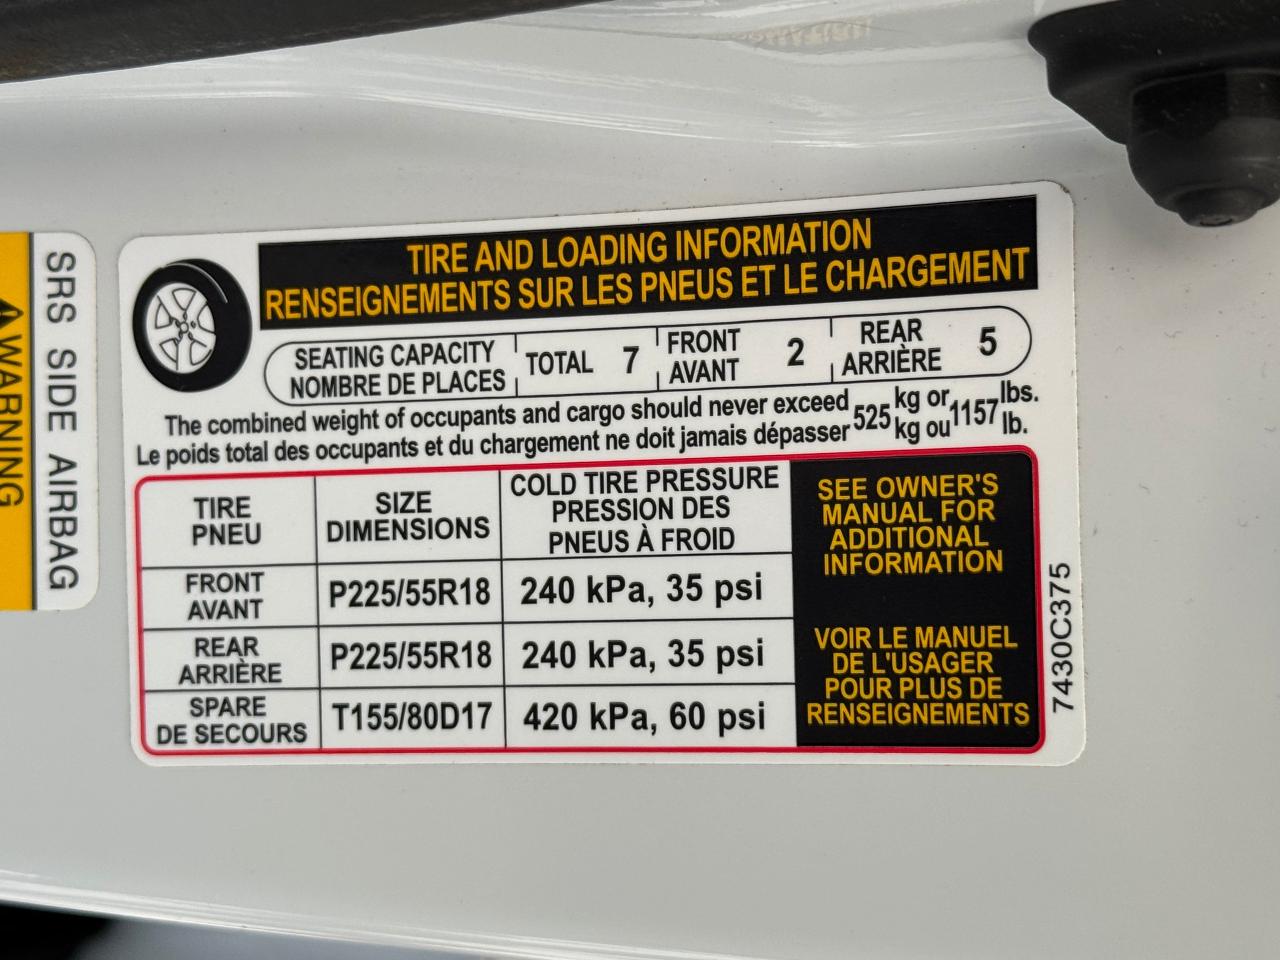 TIRE AND LOADING INFORMATION
RENSEIGNEMENTS SUR LES PNEUS ET LE CHARGEMENT
SEATING CAPACITY
NOMBRE DE PLACES
TOTAL 7
FRONT
AVANT
2
REAR
ARRIÈRE
5
The combined weight of occupants and cargo should never exceed 525 kg or 1157 lbs.
Le poids total des occupants et du chargement ne doit jamais dépasser kg ou lb.
TIRE
PNEU
SIZE
DIMENSIONS
COLD TIRE PRESSURE
PRESSION DES
PNEUS À FROID
FRONT
AVANT
P225/55R18
240 kPa, 35 psi
REAR
ARRIÈRE
P225/55R18
240 kPa, 35 psi
SPARE
DE SECOURS
T155/80D17
420 kPa, 60 psi
SEE OWNER'S
MANUAL FOR
ADDITIONAL
INFORMATION
VOIR LE MANUEL
DE L'USAGER
POUR PLUS DE
RENSEIGNEMENTS
7430C375
SRS SIDE AIRBAG
WARNING